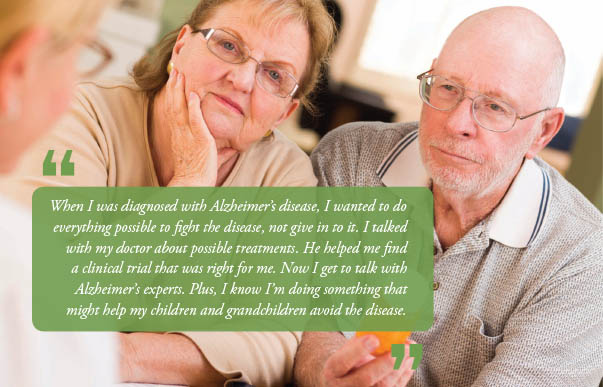 “
When I was diagnosed with Alzheimer’s disease, I wanted to do
everything possible to fight the disease, not give in to it. I talked
with my doctor about possible treatments. He helped me find
a clinical trial that was right for me. Now I get to talk with
Alzheimer’s experts. Plus, I know I’m doing something that
might help my children and grandchildren avoid the disease.
”